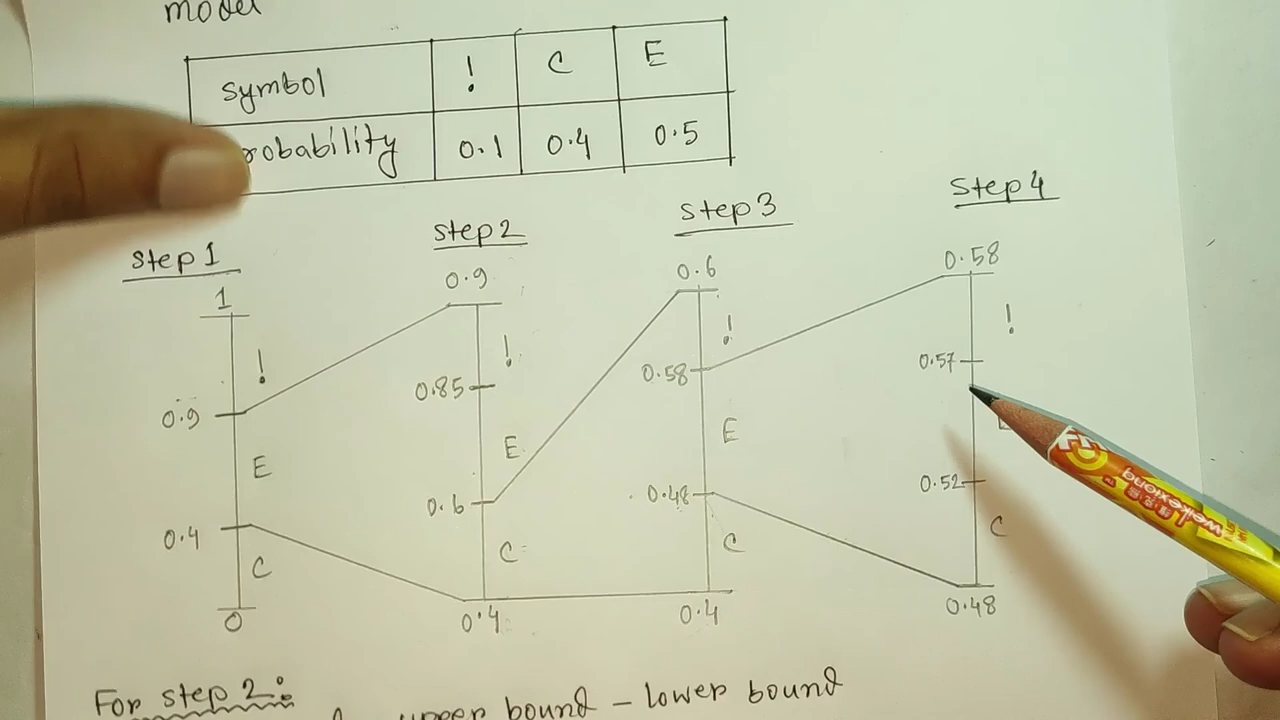 model
symbol ! C E
robability 0.1 0.4 0.5
Step 1
Step 2
Step 3
Step 4
1
!
0.9
E
0.4
C
0
0.9
!
0.85
E
0.6
C
0.4
0.6
!
0.58
E
0.48
C
0.4
0.58
!
0.57
0.52
C
0.48
weikexiong
For step 2:
upper bound - lower bound